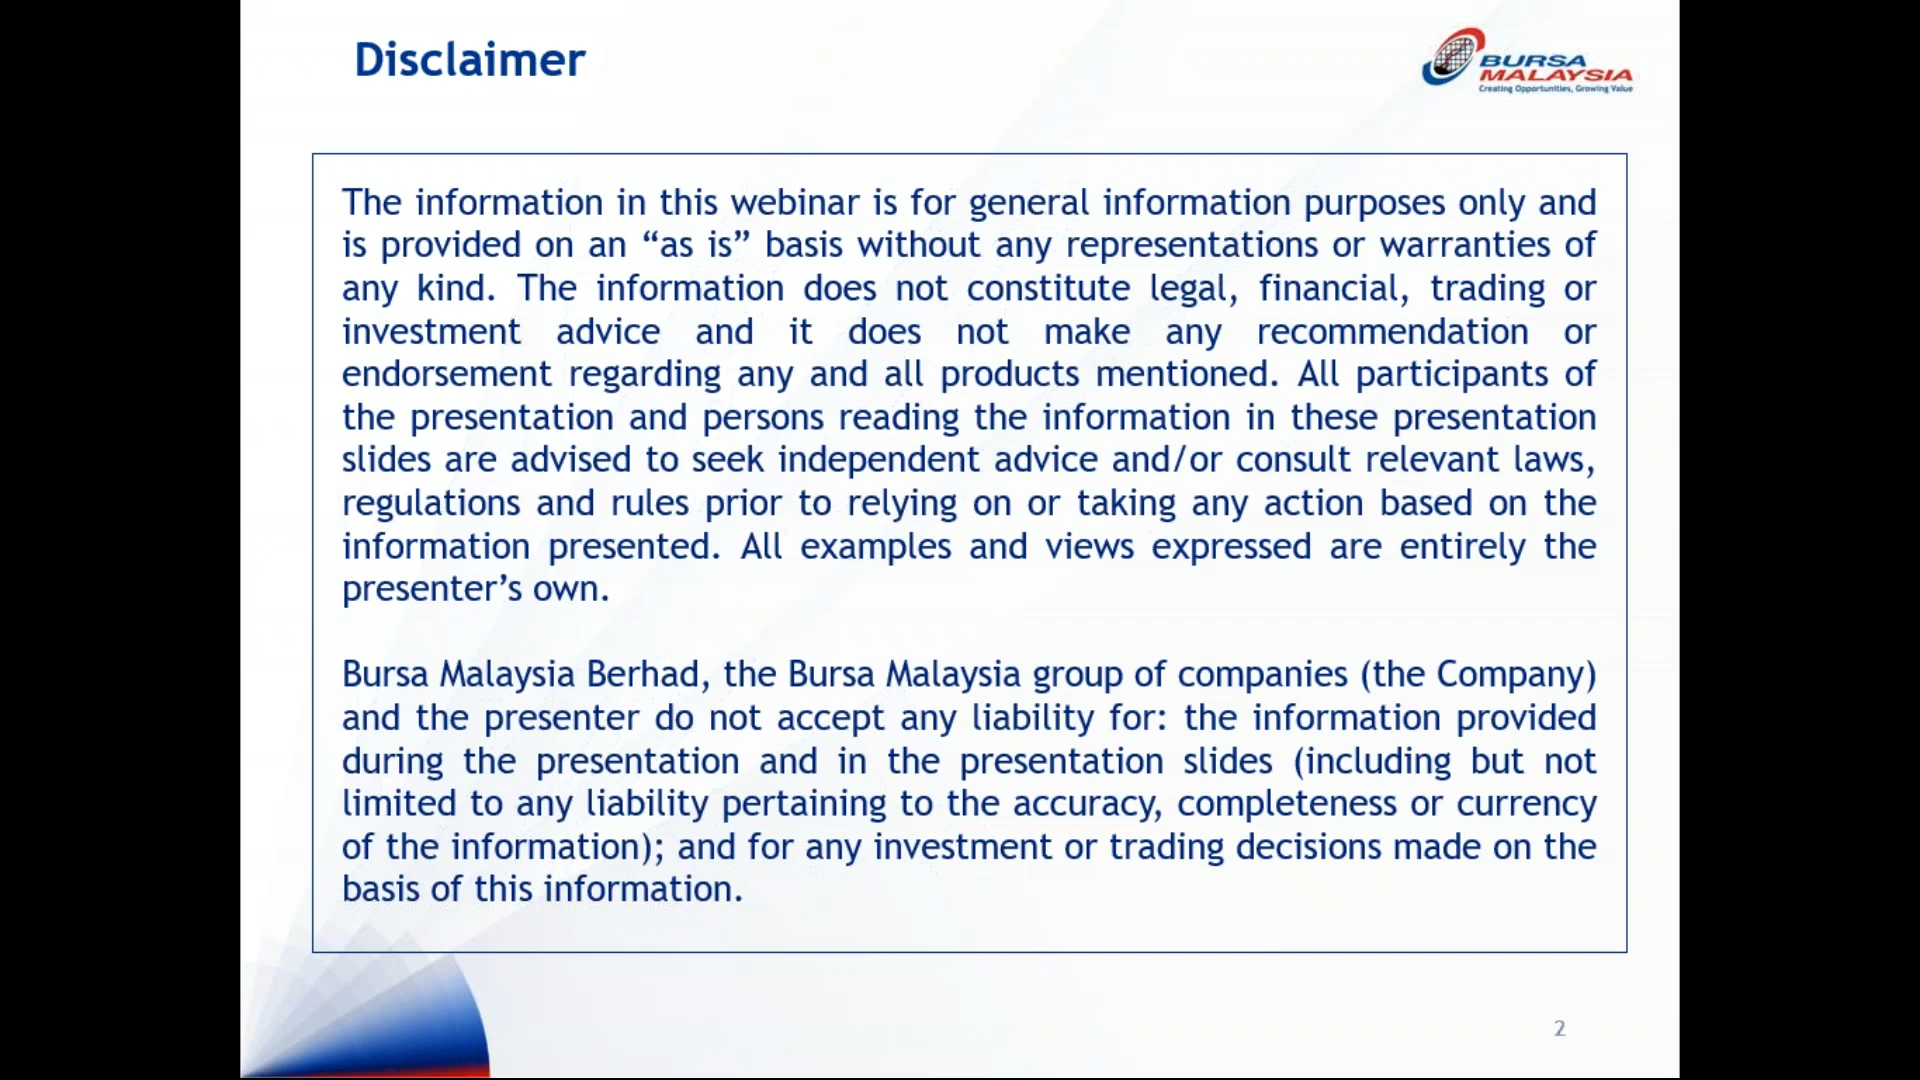 Disclaimer
BURSA
MALAYSIA
Creating Opportunities, Growing Value
The information in this webinar is for general information purposes only and
is provided on an “as is” basis without any representations or warranties of
any kind. The information does not constitute legal, financial, trading or
investment advice and it does not make any recommendation or
endorsement regarding any and all products mentioned. All participants of
the presentation and persons reading the information in these presentation
slides are advised to seek independent advice and/or consult relevant laws,
regulations and rules prior to relying on or taking any action based on the
information presented. All examples and views expressed are entirely the
presenter’s own.
Bursa Malaysia Berhad, the Bursa Malaysia group of companies (the Company)
and the presenter do not accept any liability for: the information provided
during the presentation and in the presentation slides (including but not
limited to any liability pertaining to the accuracy, completeness or currency
of the information); and for any investment or trading decisions made on the
basis of this information.
2